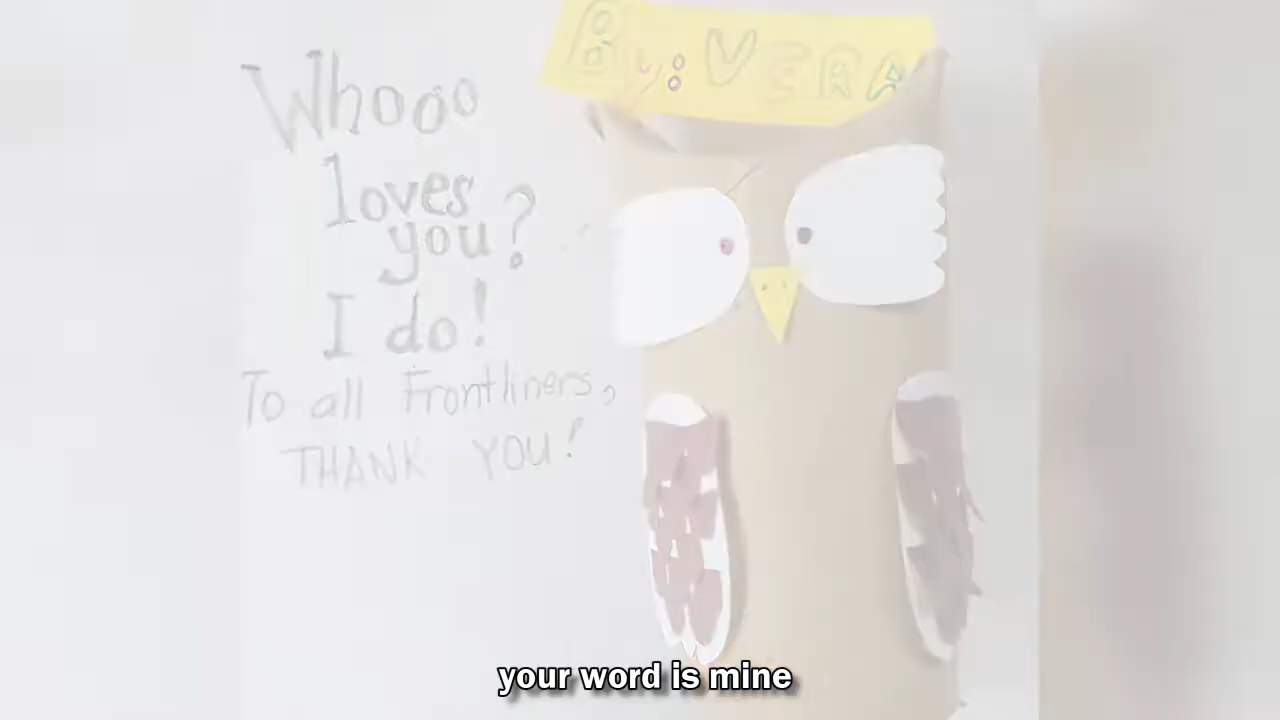 By: VERA
Whooo
loves
you?
I do!
To all Frontliners,
THANK YOU!
your word is mine